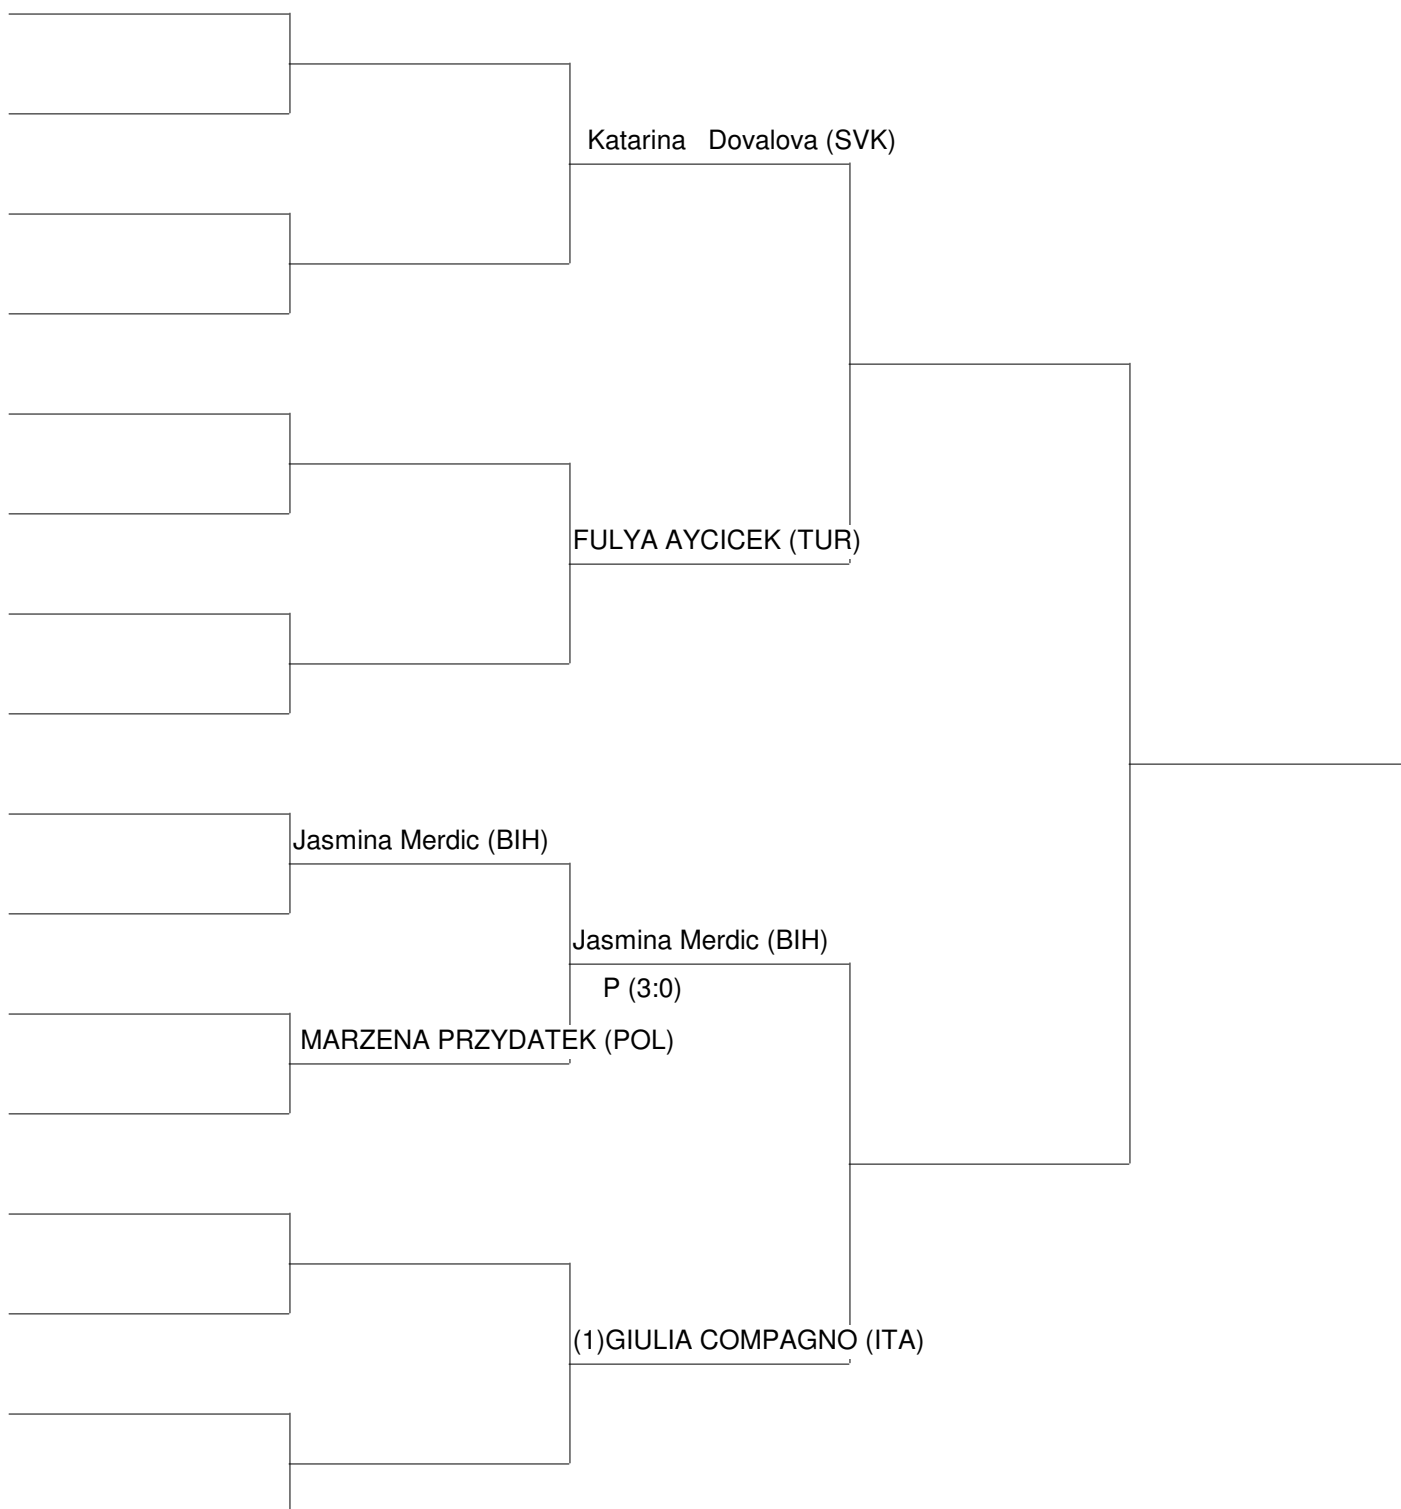 Katarina Dovalova (SVK)
FULYA AYCICEK (TUR)
Jasmina Merdic (BIH)
Jasmina Merdic (BIH)
P (3:0)
MARZENA PRZYDATEK (POL)
(1)GIULIA COMPAGNO (ITA)